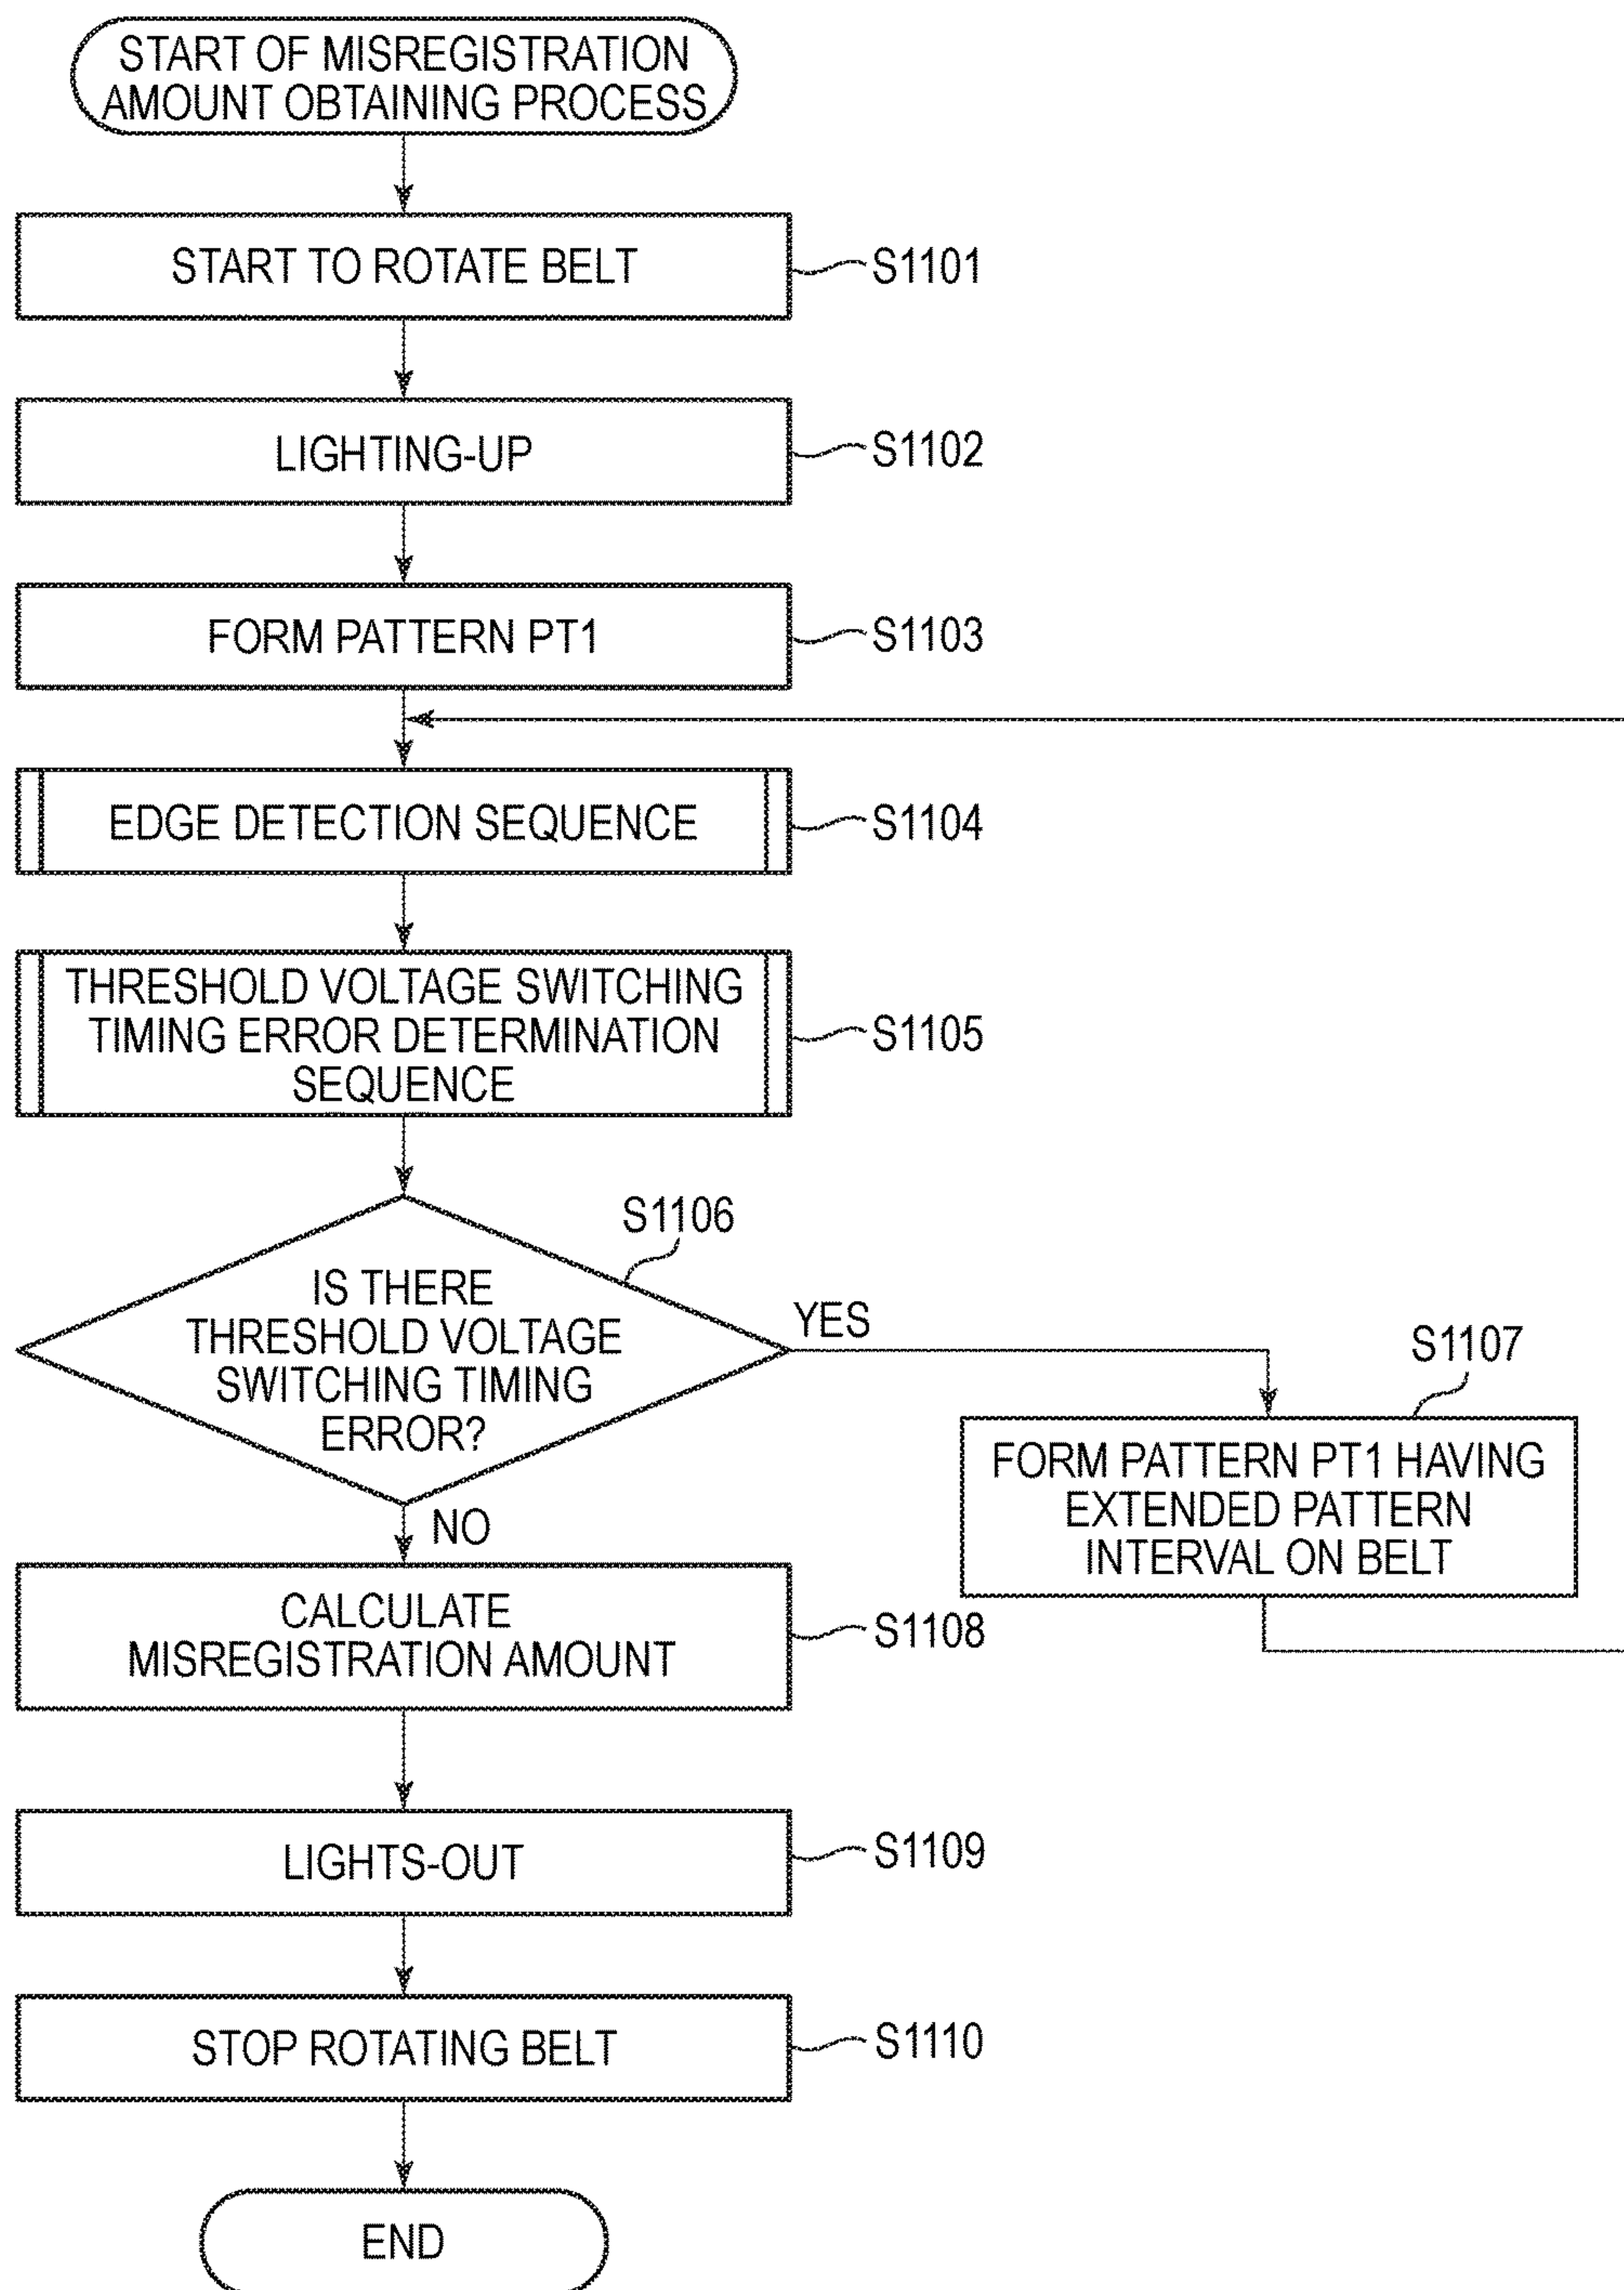 START OF MISREGISTRATION
AMOUNT OBTAINING PROCESS
START TO ROTATE BELT
S1101
LIGHTING-UP
S1102
FORM PATTERN PT1
S1103
EDGE DETECTION SEQUENCE
S1104
THRESHOLD VOLTAGE SWITCHING
TIMING ERROR DETERMINATION
SEQUENCE
S1105
S1106
IS THERE
THRESHOLD VOLTAGE
SWITCHING TIMING
ERROR?
YES
NO
S1107
FORM PATTERN PT1 HAVING
EXTENDED PATTERN
INTERVAL ON BELT
CALCULATE
MISREGISTRATION AMOUNT
S1108
LIGHTS-OUT
S1109
STOP ROTATING BELT
S1110
END